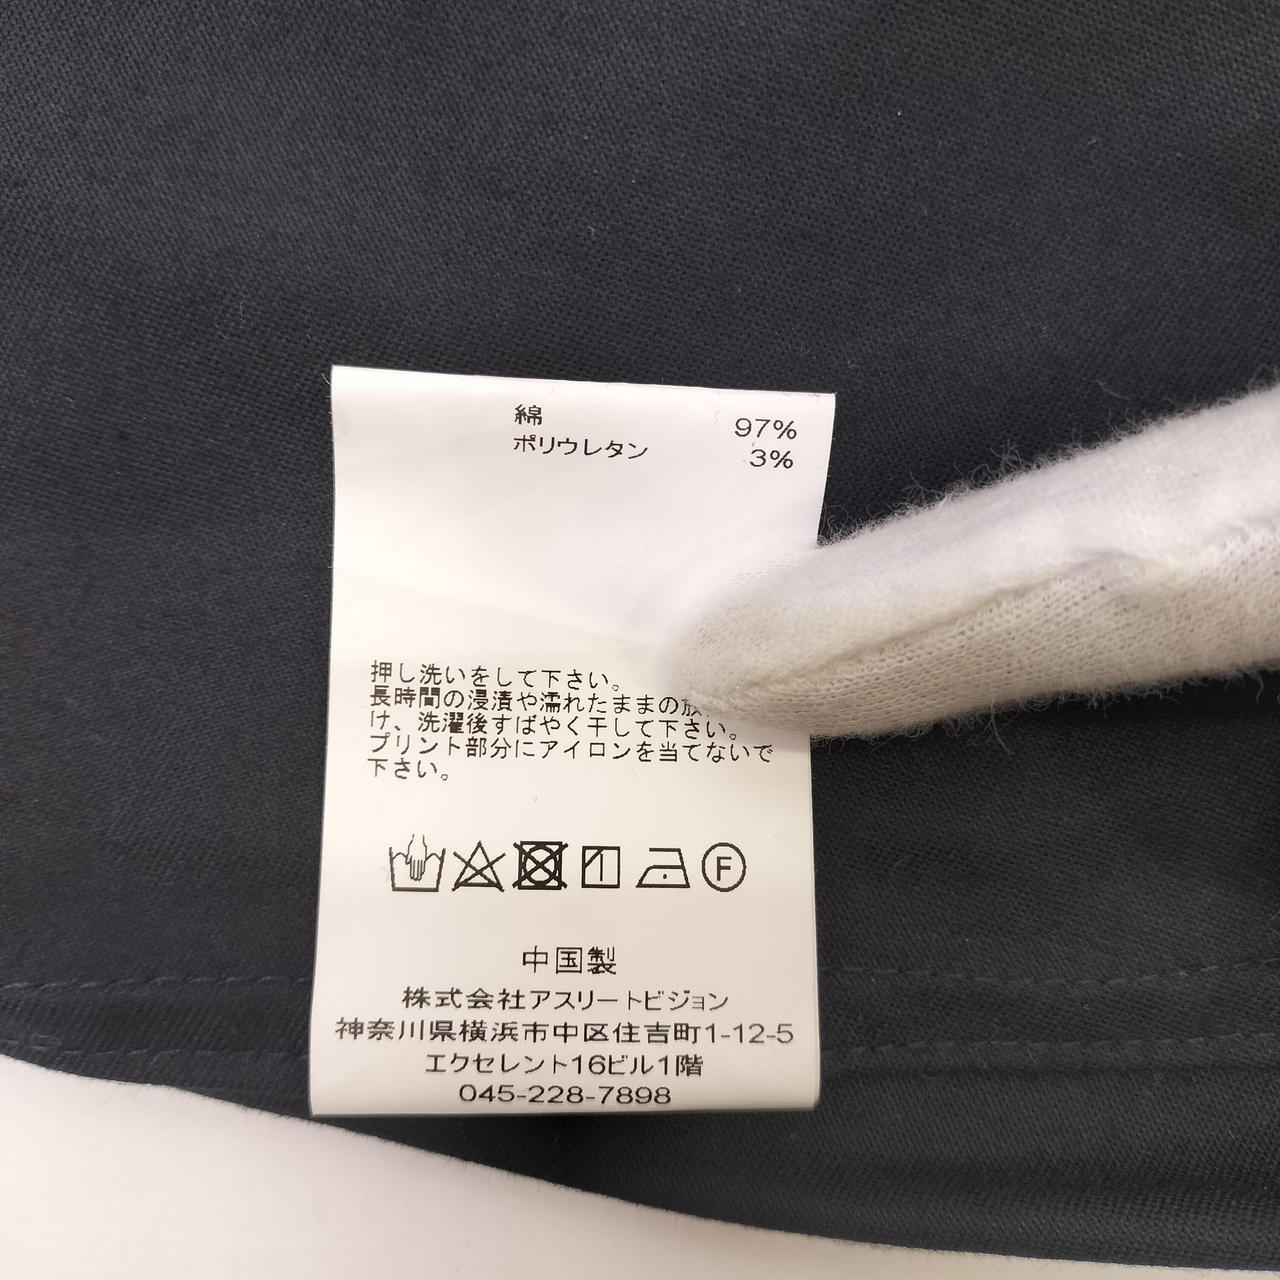 綿 97%
ポリウレタン 3%
押し洗いをして下さい。
長時間の浸漬や濡れたままの放
け、洗濯後すばやく干して下さい。
プリント部分にアイロンを当てないで
下さい。
F
中国製
株式会社アスリートビジョン
神奈川県横浜市中区住吉町1-12-5
エクセレント16ビル1階
045-228-7898